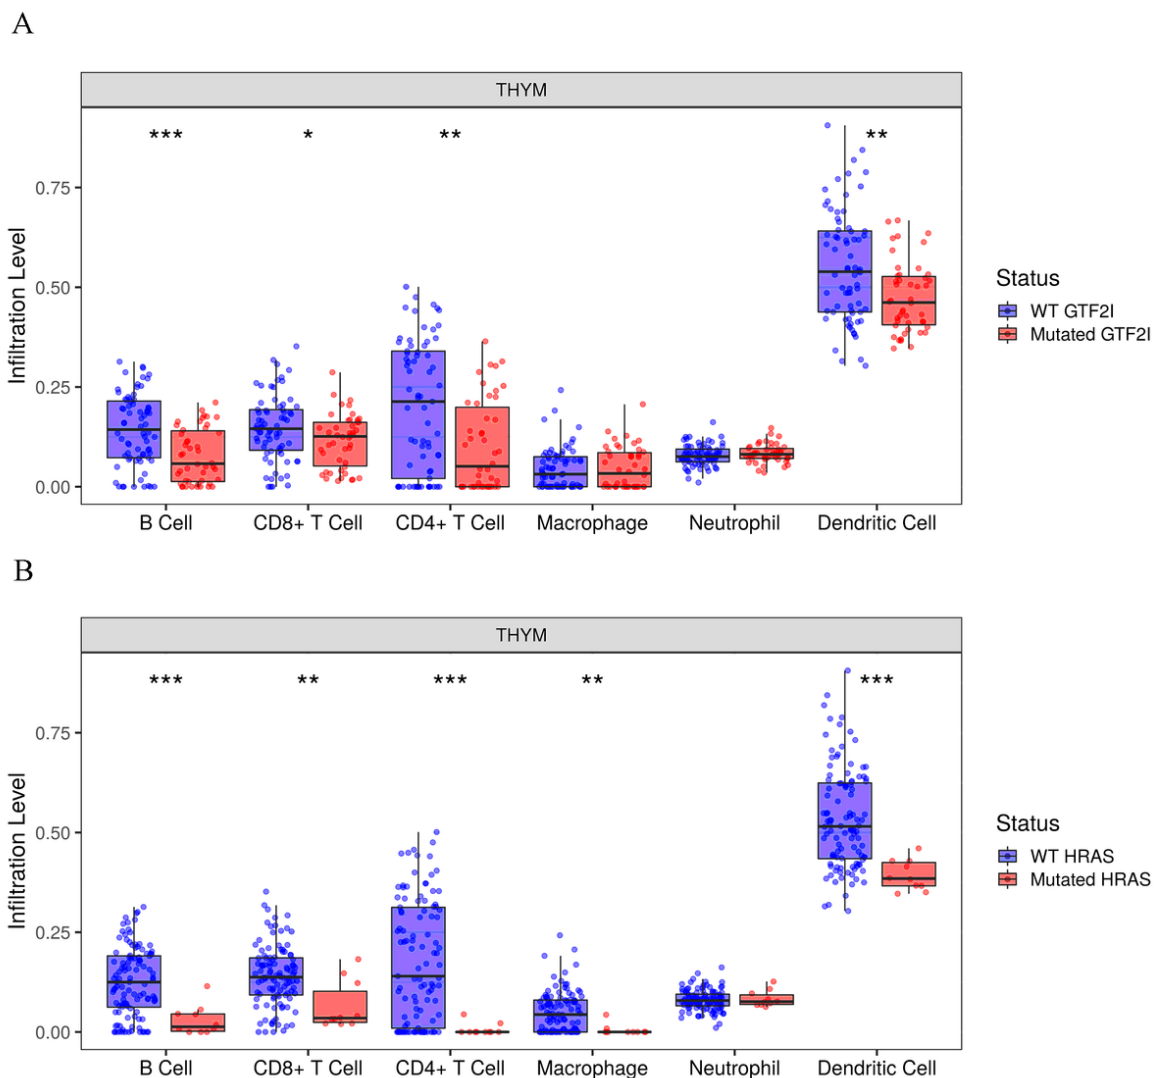 A
THYM
*** * ** **
0.75
0.50
0.25
0.00
Infiltration Level
B Cell CD8+ T Cell CD4+ T Cell Macrophage Neutrophil Dendritic Cell
Status
WT GTF2I
Mutated GTF2I
B
THYM
*** ** *** ** ***
0.75
0.50
0.25
0.00
Infiltration Level
B Cell CD8+ T Cell CD4+ T Cell Macrophage Neutrophil Dendritic Cell
Status
WT HRAS
Mutated HRAS